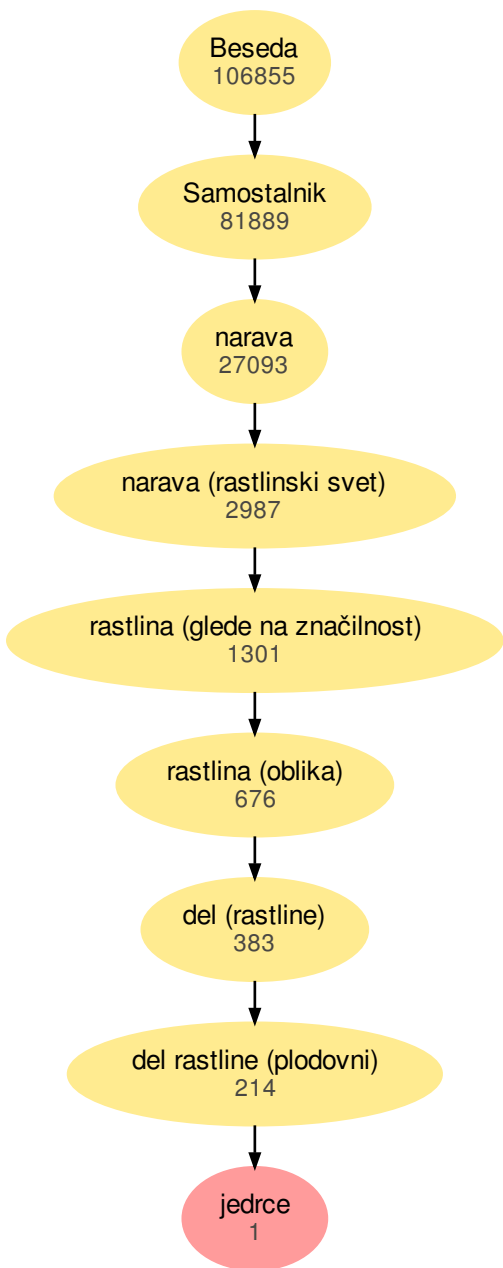 Beseda
106855
Samostalnik
81889
narava
27093
narava (rastlinski svet)
2987
rastlina (glede na značilnost)
1301
rastlina (oblika)
676
del (rastline)
383
del rastline (plodovni)
214
jedrce
1